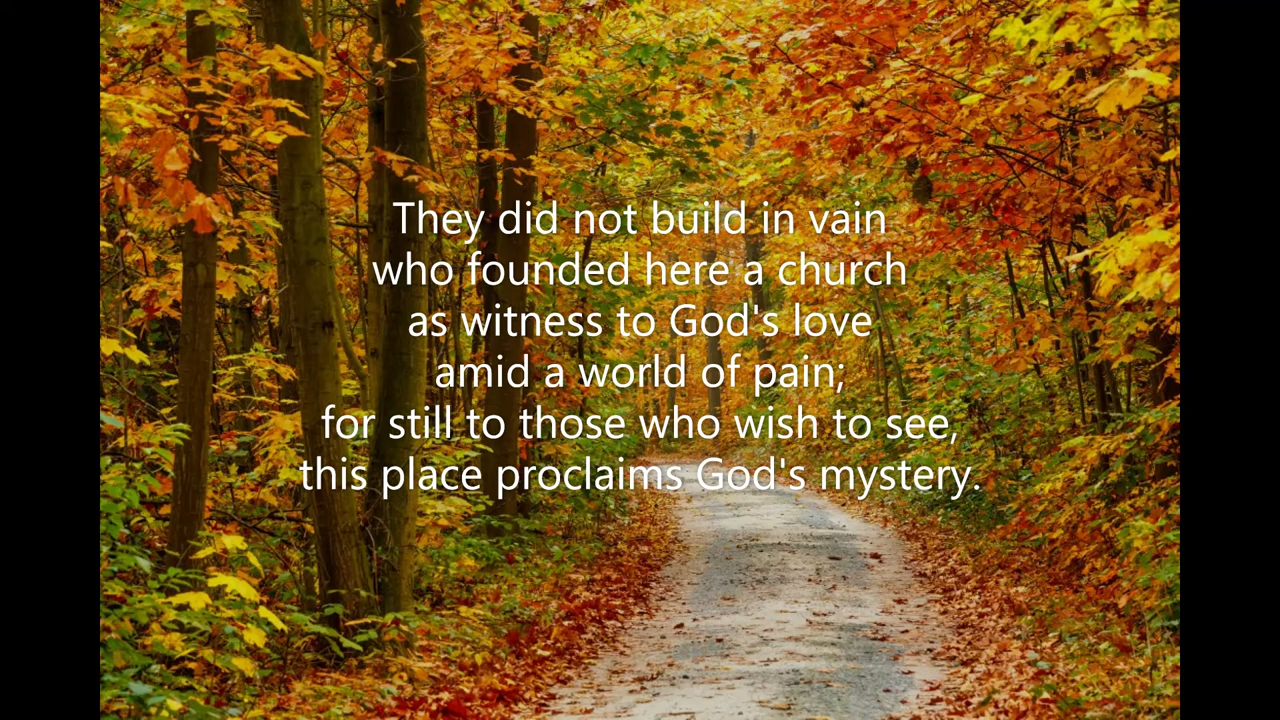 They did not build in vain
who founded here a church
as witness to God's love
amid a world of pain;
for still to those who wish to see,
this place proclaims God's mystery.